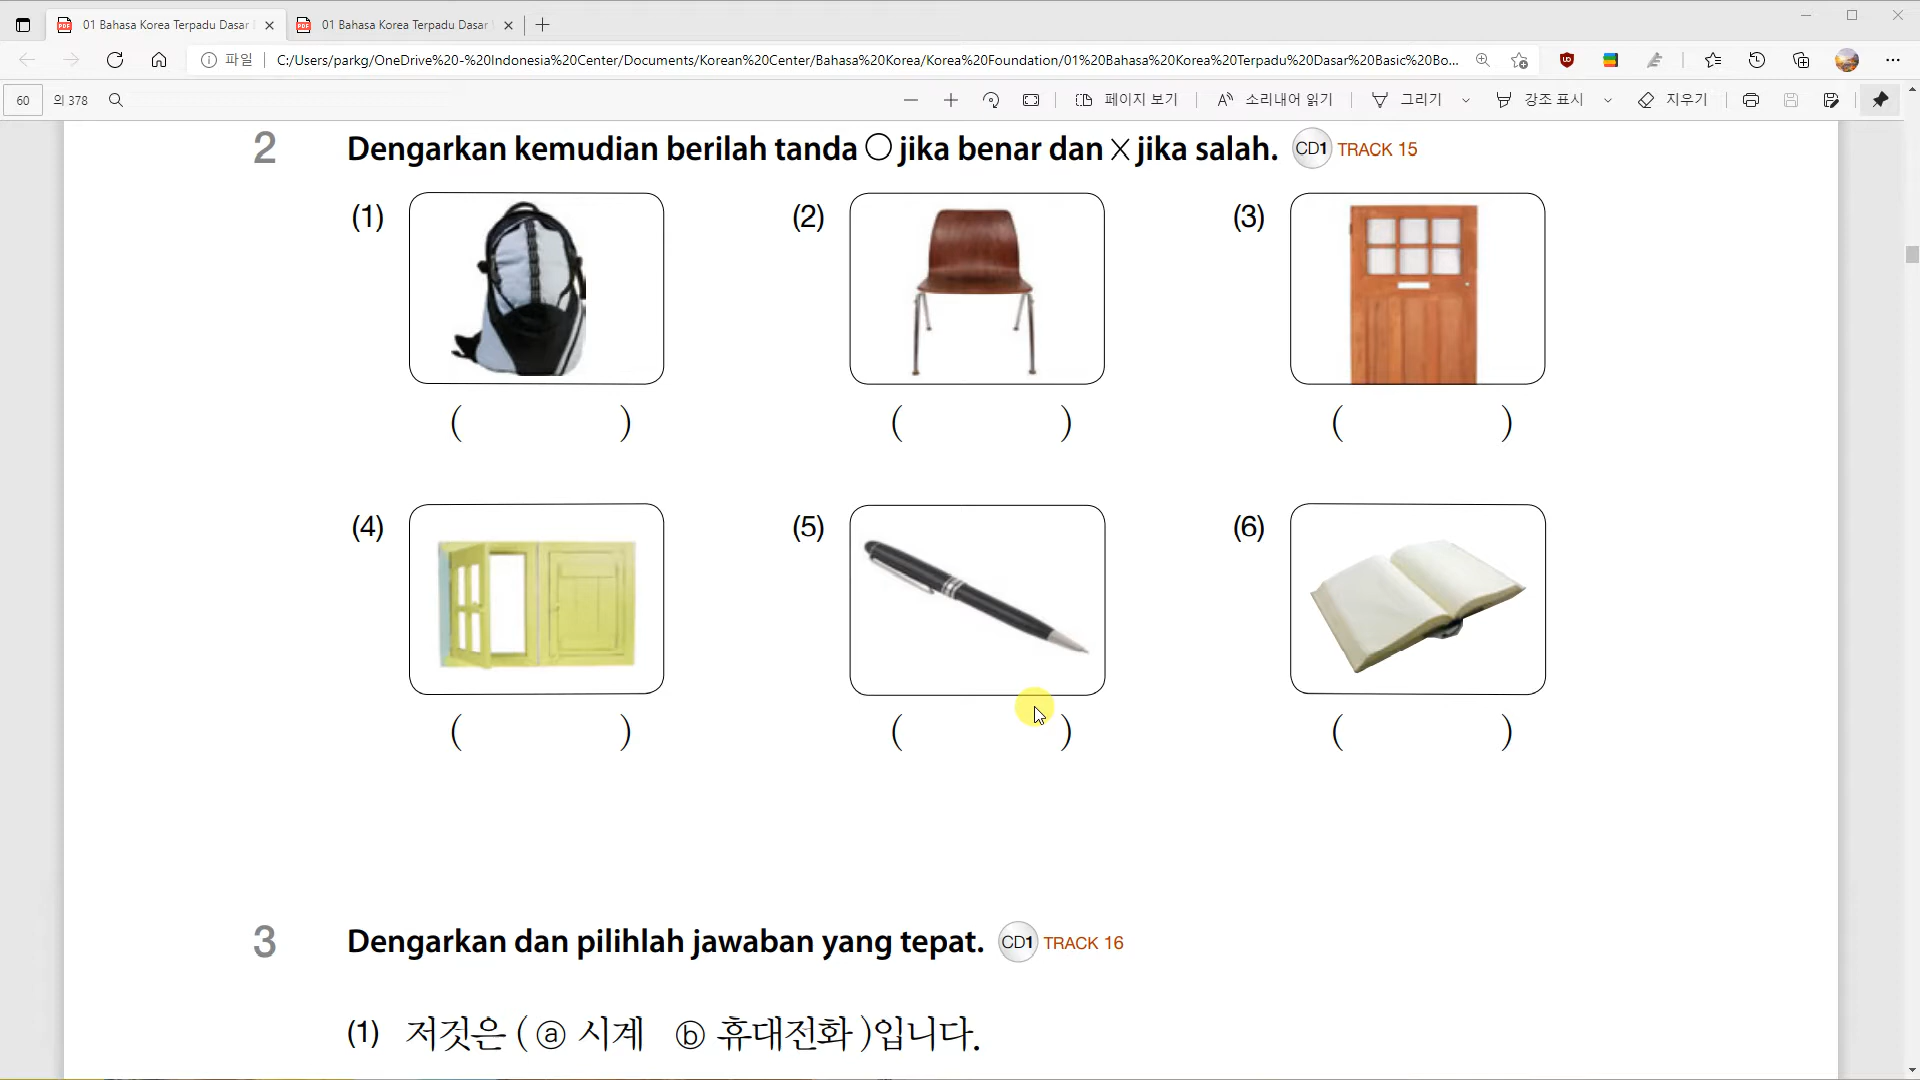 01 Bahasa Korea Terpadu Dasar
01 Bahasa Korea Terpadu Dasar
파일
C:/Users/parkg/OneDrive%20-%20Indonesia%20Center/Documents/Korean%20Center/Bahasa%20Korea/Korea%20Foundation/01%20Bahasa%20Korea%20Terpadu%20Dasar%20Basic%20Bo...
60 의 378
페이지 보기
소리내어 읽기
그리기
강조 표시
지우기
2 Dengarkan kemudian berilah tanda ○ jika benar dan × jika salah. CD1 TRACK 15
(1) (2) (3)
( ) ( ) ( )
(4) (5) (6)
( ) ( ) ( )
3 Dengarkan dan pilihlah jawaban yang tepat. CD1 TRACK 16
(1) 저것은 ( ⓐ 시계 ⓑ 휴대전화 )입니다.